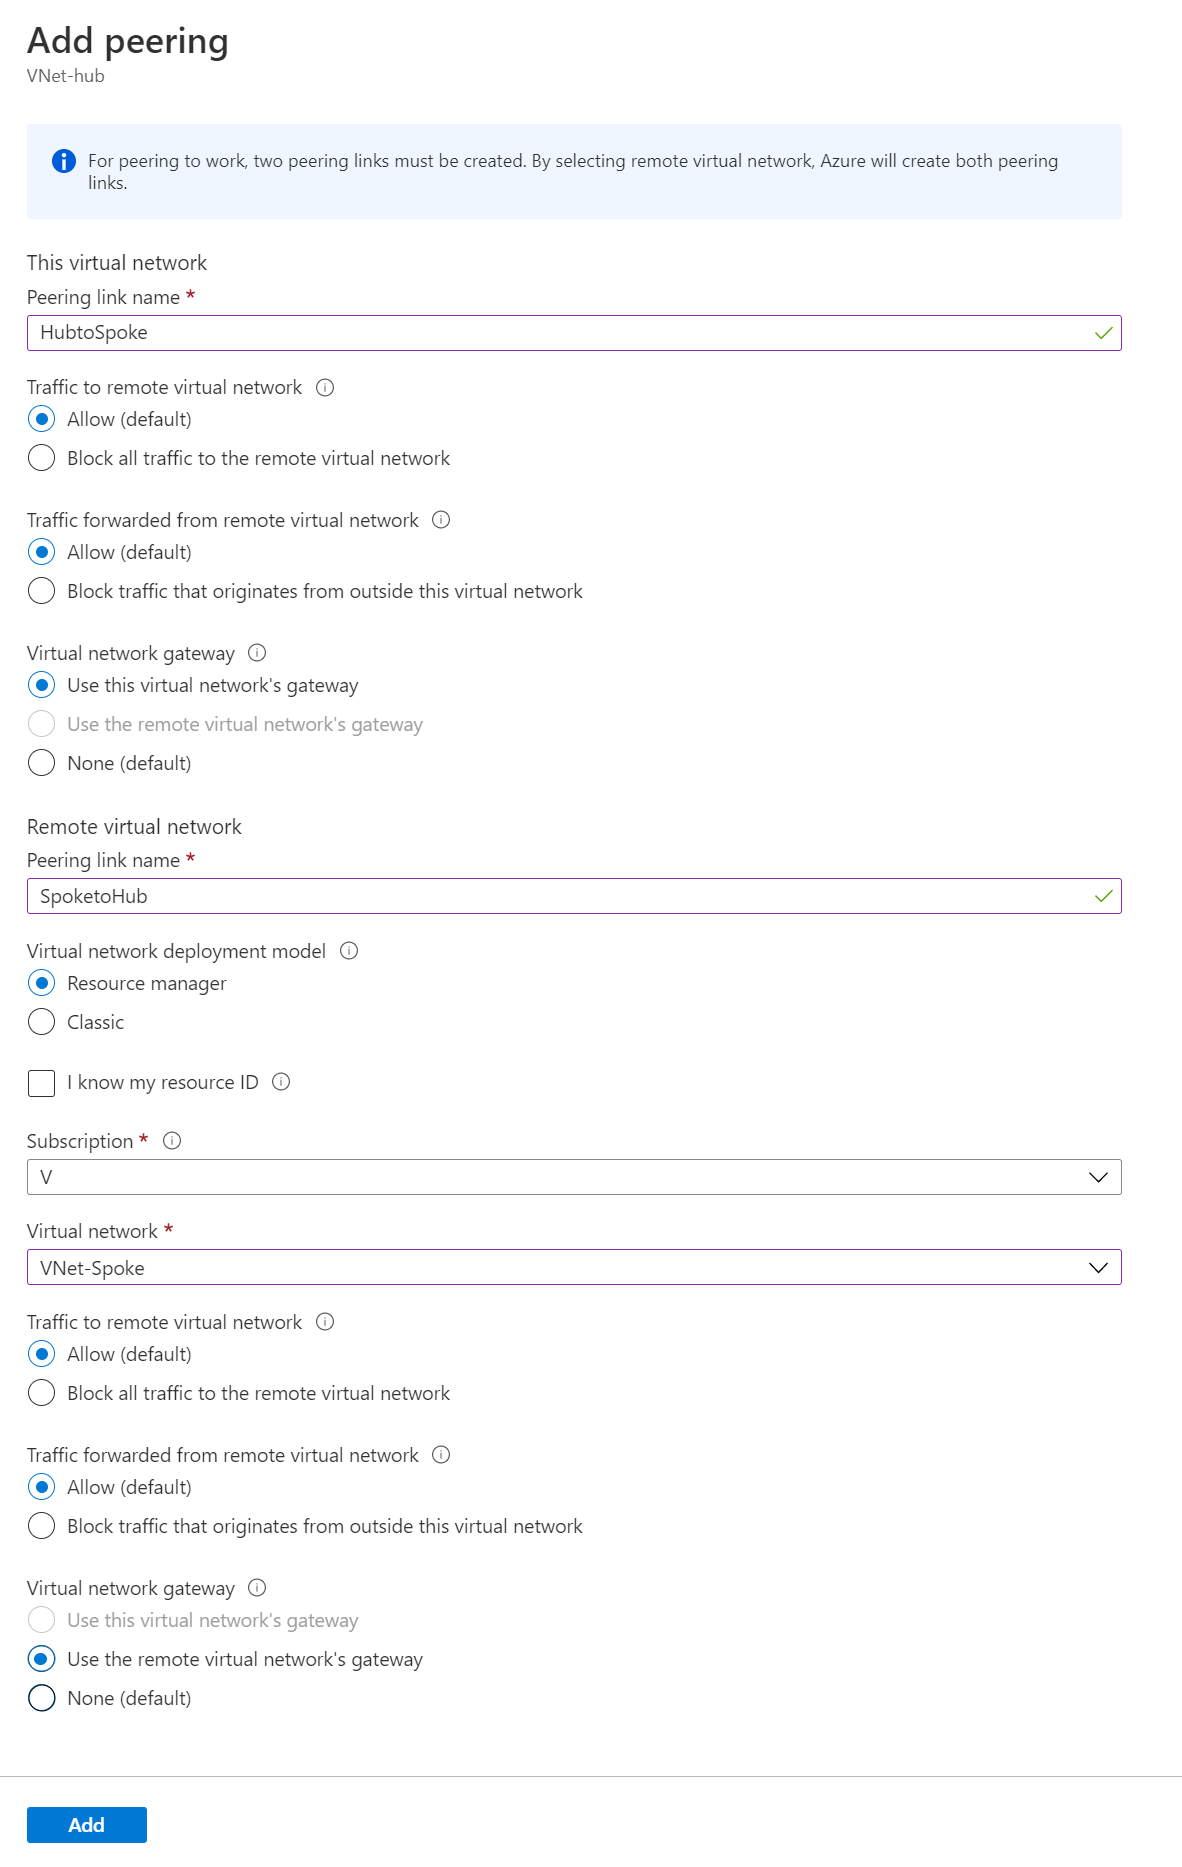 Add peering
VNet-hub
For peering to work, two peering links must be created. By selecting remote virtual network, Azure will create both peering
links.
This virtual network
Peering link name *
HubtoSpoke
Traffic to remote virtual network
Allow (default)
Block all traffic to the remote virtual network
Traffic forwarded from remote virtual network
Allow (default)
Block traffic that originates from outside this virtual network
Virtual network gateway
Use this virtual network's gateway
Use the remote virtual network's gateway
None (default)
Remote virtual network
Peering link name *
SpoketoHub
Virtual network deployment model
Resource manager
Classic
I know my resource ID
Subscription *
V
Virtual network *
VNet-Spoke
Traffic to remote virtual network
Allow (default)
Block all traffic to the remote virtual network
Traffic forwarded from remote virtual network
Allow (default)
Block traffic that originates from outside this virtual network
Virtual network gateway
Use this virtual network's gateway
Use the remote virtual network's gateway
None (default)
Add